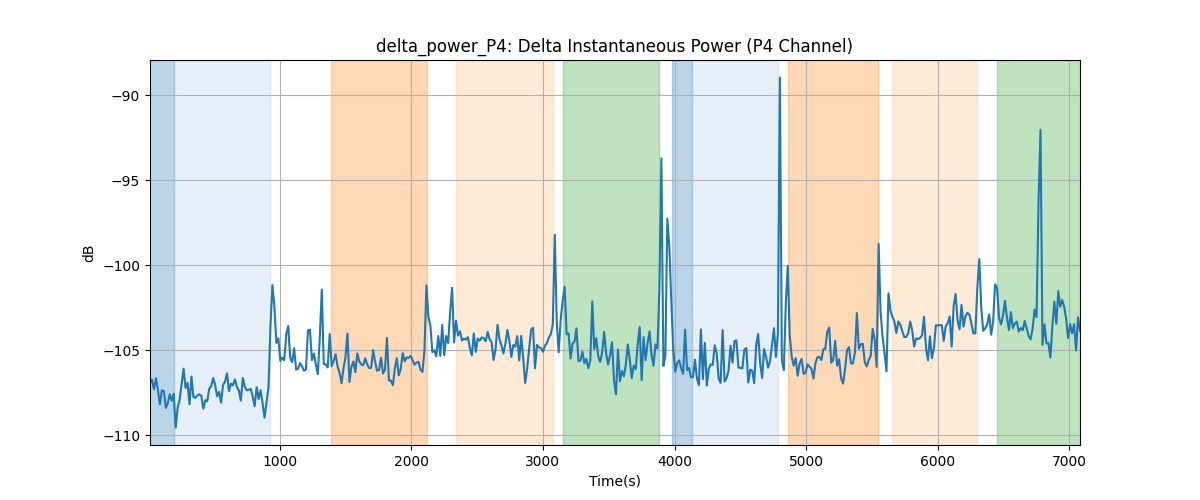 delta_power_P4: Delta Instantaneous Power (P4 Channel)
dB
−90
−95
−100
−105
−110
1000 2000 3000 4000 5000 6000 7000
Time(s)